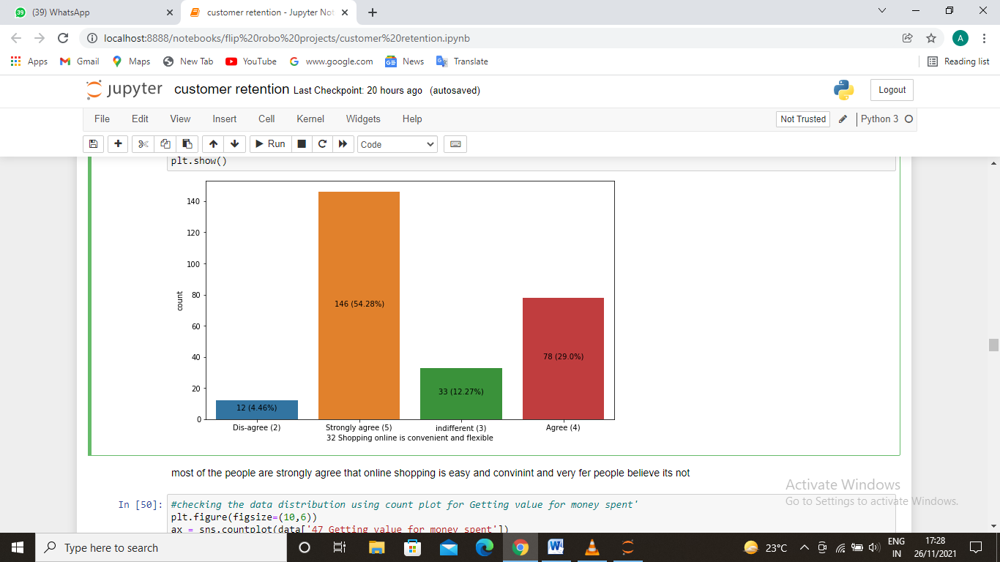 (39) WhatsApp
customer retention - Jupyter Not
localhost:8888/notebooks/flip%20robo%20projects/customer%20retention.ipynb
A
Apps Gmail Maps New Tab YouTube www.google.com News Translate Reading list
jupyter customer retention Last Checkpoint: 20 hours ago (autosaved) Logout
File Edit View Insert Cell Kernel Widgets Help Not Trusted Python 3
Run Code
plt.show()
140
120
100
80
60
40
20
0
count
146 (54.28%)
78 (29.0%)
33 (12.27%)
12 (4.46%)
Dis-agree (2) Strongly agree (5) indifferent (3) Agree (4)
32 Shopping online is convenient and flexible
most of the people are strongly agree that online shopping is easy and convinint and very fer people believe its not
Activate Windows
Go to Settings to activate Windows.
In [50]: #checking the data distribution using count plot for Getting value for money spent'
plt.figure(figsize=(10,6))
ax = sns.countplot(data['47 Getting value for money spent'])
Type here to search
23°C
ENG
IN
17:28
26/11/2021